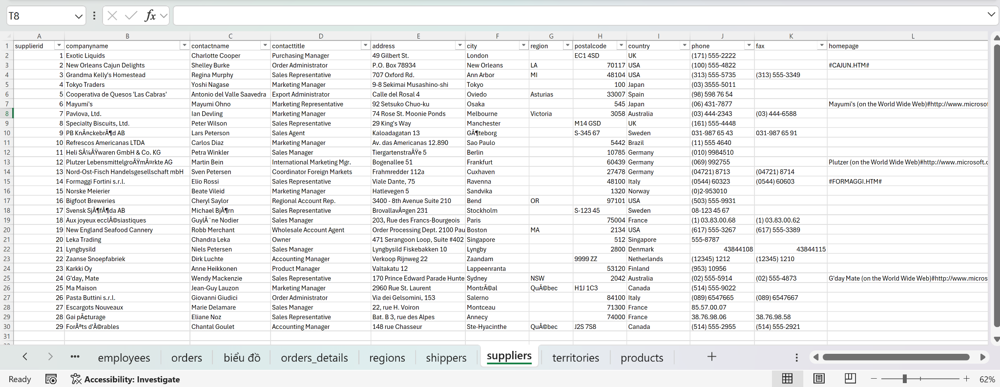 T8 fx
A B C D E F G H I J K L
1 supplierid companyname contactname contacttitle address city region postalcode country phone fax homepage
2 1 Exotic Liquids Charlotte Cooper Purchasing Manager 49 Gilbert St. London EC1 4SD UK (171) 555-2222
3 2 New Orleans Cajun Delights Shelley Burke Order Administrator P.O. Box 78934 New Orleans LA 70117 USA (100) 555-4822 #CAJUN.HTM#
4 3 Grandma Kelly's Homestead Regina Murphy Sales Representative 707 Oxford Rd. Ann Arbor MI 48104 USA (313) 555-5735 (313) 555-3349
5 4 Tokyo Traders Yoshi Nagase Marketing Manager 9-8 Sekimai Musashino-shi Tokyo 100 Japan (03) 3555-5011
6 5 Cooperativa de Quesos 'Las Cabras' Antonio del Valle Saavedra Export Administrator Calle del Rosal 4 Oviedo Asturias 33007 Spain (98) 598 76 54
7 6 Mayumi's Mayumi Ohno Marketing Representative 92 Setsuko Chuo-ku Osaka 545 Japan (06) 431-7877 Mayumi's (on the World Wide Web)#http://www.microsof
8 7 Pavlova, Ltd. Ian Devling Marketing Manager 74 Rose St. Moonie Ponds Melbourne Victoria 3058 Australia (03) 444-2343 (03) 444-6588
9 8 Specialty Biscuits, Ltd. Peter Wilson Sales Representative 29 King's Way Manchester M14 GSD UK (161) 555-4448
10 9 PB KnÃ¤ckebrÃ¶d AB Lars Peterson Sales Agent Kaloadagatan 13 GÃ¶teborg S-345 67 Sweden 031-987 65 43 031-987 65 91
11 10 Refrescos Americanas LTDA Carlos Diaz Marketing Manager Av. das Americanas 12.890 Sao Paulo 5442 Brazil (11) 555 4640
12 11 Heli SÃ¼ÃŸwaren GmbH & Co. KG Petra Winkler Sales Manager TiergartenstraÃŸe 5 Berlin 10785 Germany (010) 9984510
13 12 Plutzer LebensmittelgroÃŸmÃ¤rkte AG Martin Bein International Marketing Mgr. Bogenallee 51 Frankfurt 60439 Germany (069) 992755 Plutzer (on the World Wide Web)#http://www.microsoft.c
14 13 Nord-Ost-Fisch Handelsgesellschaft mbH Sven Petersen Coordinator Foreign Markets Frahmredder 112a Cuxhaven 27478 Germany (04721) 8713 (04721) 8714
15 14 Formaggi Fortini s.r.l. Elio Rossi Sales Representative Viale Dante, 75 Ravenna 48100 Italy (0544) 60323 (0544) 60603 #FORMAGGI.HTM#
16 15 Norske Meierier Beate Vileid Marketing Manager Hatlevegen 5 Sandvika 1320 Norway (0)2-953010
17 16 Bigfoot Breweries Cheryl Saylor Regional Account Rep. 3400 - 8th Avenue Suite 210 Bend OR 97101 USA (503) 555-9931
18 17 Svensk SjÃ¶fÃ¶da AB Michael BjÃ¶rn Sales Representative BrovallavÃ¤gen 231 Stockholm S-123 45 Sweden 08-123 45 67
19 18 Aux joyeux ecclÃ©siastiques GuylÃ¨ne Nodier Sales Manager 203, Rue des Francs-Bourgeois Paris 75004 France (1) 03.83.00.68 (1) 03.83.00.62
20 19 New England Seafood Cannery Robb Merchant Wholesale Account Agent Order Processing Dept. 2100 Pau Boston MA 2134 USA (617) 555-3267 (617) 555-3389
21 20 Leka Trading Chandra Leka Owner 471 Serangoon Loop, Suite #402 Singapore 512 Singapore 555-8787
22 21 Lyngbysild Niels Petersen Sales Manager Lyngbysild Fiskebakken 10 Lyngby 2800 Denmark 43844108 43844115
23 22 Zaanse Snoepfabriek Dirk Luchte Accounting Manager Verkoop Rijnweg 22 Zaandam 9999 ZZ Netherlands (12345) 1212 (12345) 1210
24 23 Karkki Oy Anne Heikkonen Product Manager Valtakatu 12 Lappeenranta 53120 Finland (953) 10956
25 24 G'day, Mate Wendy Mackenzie Sales Representative 170 Prince Edward Parade Hunte Sydney NSW 2042 Australia (02) 555-5914 (02) 555-4873 G'day Mate (on the World Wide Web)#http://www.micros
26 25 Ma Maison Jean-Guy Lauzon Marketing Manager 2960 Rue St. Laurent MontrÃ©al QuÃ©bec H1J 1C3 Canada (514) 555-9022
27 26 Pasta Buttini s.r.l. Giovanni Giudici Order Administrator Via dei Gelsomini, 153 Salerno 84100 Italy (089) 6547665 (089) 6547667
28 27 Escargots Nouveaux Marie Delamare Sales Manager 22, rue H. Voiron Montceau 71300 France 85.57.00.07
29 28 Gai pÃ¢turage Eliane Noz Sales Representative Bat. B 3, rue des Alpes Annecy 74000 France 38.76.98.06 38.76.98.58
30 29 ForÃªts d'Ã©rables Chantal Goulet Accounting Manager 148 rue Chasseur Ste-Hyacinthe QuÃ©bec J2S 7S8 Canada (514) 555-2955 (514) 555-2921
31
employees orders biểu đồ orders_details regions shippers suppliers territories products
Ready Accessibility: Investigate 62%